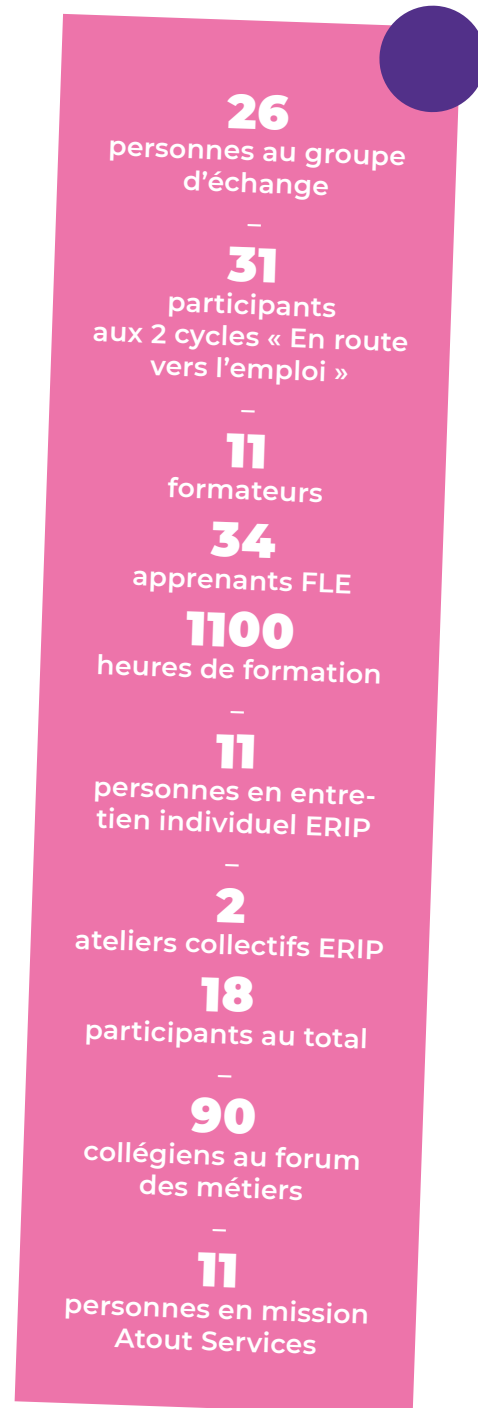 26
personnes au groupe
d’échange
–
31
participants
aux 2 cycles « En route
vers l’emploi »
–
11
formateurs
34
apprenants FLE
1100
heures de formation
–
11
personnes en entre-
tien individuel ERIP
–
2
ateliers collectifs ERIP
18
participants au total
–
90
collégiens au forum
des métiers
–
11
personnes en mission
Atout Services